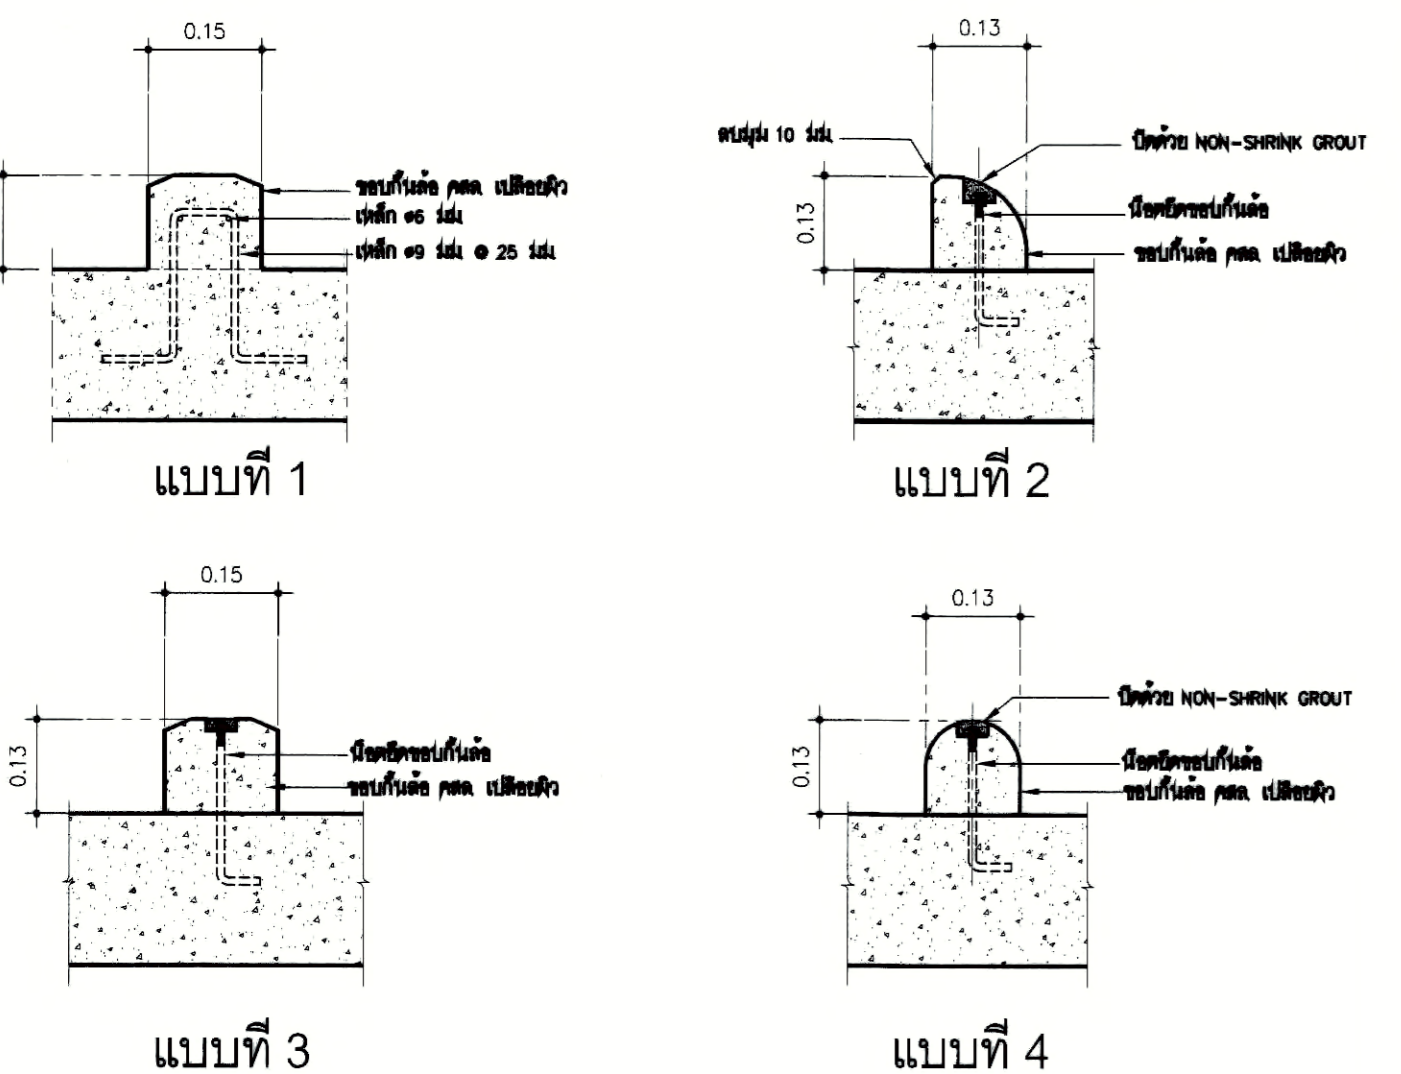 0.15
ขอบกั้นล้อ คสล. เปลือยผิว
เหล็ก ø6 มม.
เหล็ก ø9 มม. @ 25 มม.
แบบที่ 1
0.13
ลบมุม 10 มม.
ปิดด้วย NON-SHRINK GROUT
0.13
น๊อตยึดขอบกั้นล้อ
ขอบกั้นล้อ คสล. เปลือยผิว
แบบที่ 2
0.15
0.13
น๊อตยึดขอบกั้นล้อ
ขอบกั้นล้อ คสล. เปลือยผิว
แบบที่ 3
0.13
ปิดด้วย NON-SHRINK GROUT
0.13
น๊อตยึดขอบกั้นล้อ
ขอบกั้นล้อ คสล. เปลือยผิว
แบบที่ 4